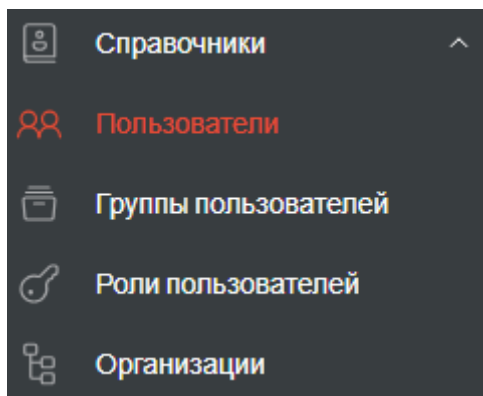 Справочники
Пользователи
Группы пользователей
Роли пользователей
Организации